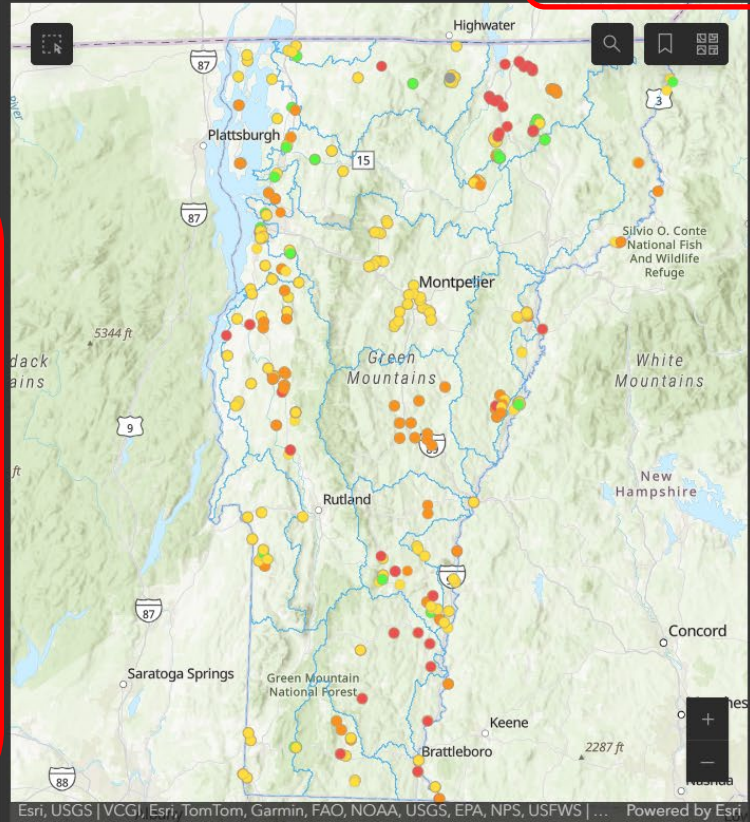 Highwater
87
3
Plattsburgh
15
87
Silvio O. Conte
National Fish
And Wildlife
Refuge
Montpelier
5344 ft
dack
ains
Green
Mountains
White
Mountains
9
ft
New
Hampshire
Rutland
87
Concord
Saratoga Springs
Green Mountain
National Forest
Keene
2287 ft
Brattleboro
88
Nashua
Esri, USGS | VCGI, Esri, TomTom, Garmin, FAO, NOAA, USGS, EPA, NPS, USFWS | ...
Powered by Esri